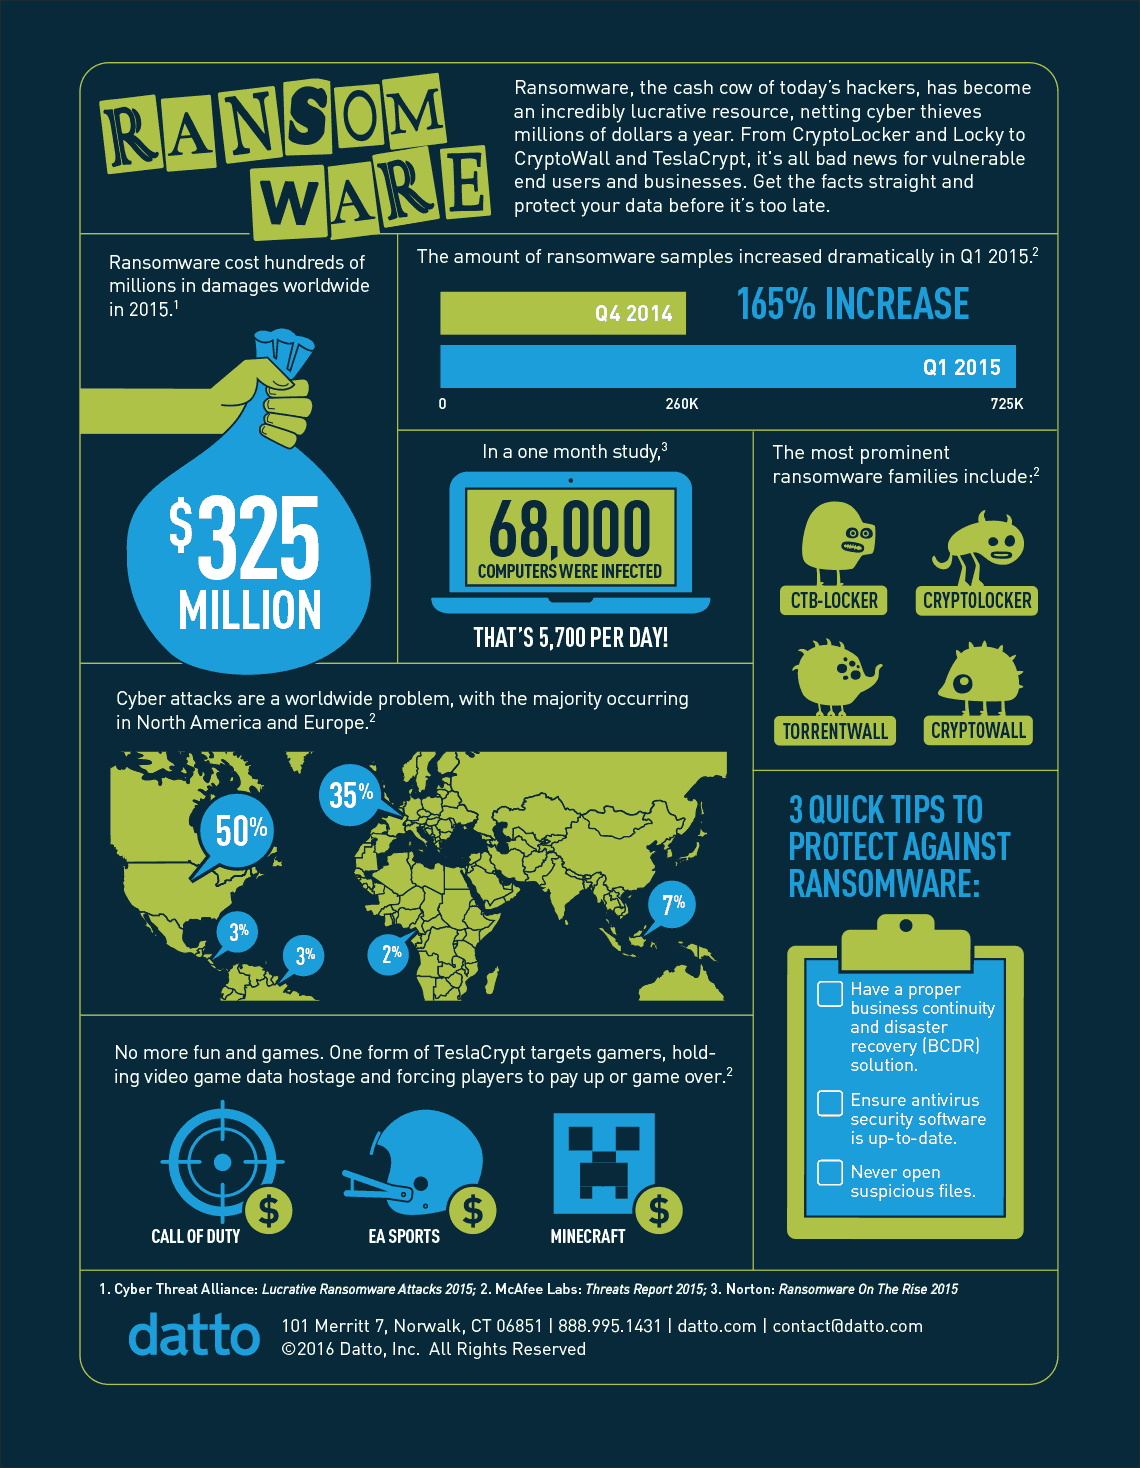 RANSOM
WARE
Ransomware, the cash cow of today's hackers, has become
an incredibly lucrative resource, netting cyber thieves
millions of dollars a year. From CryptoLocker and Locky to
CryptoWall and TeslaCrypt, it's all bad news for vulnerable
end users and businesses. Get the facts straight and
protect your data before it's too late.
Ransomware cost hundreds of
millions in damages worldwide
in 2015.1
$325
MILLION
The amount of ransomware samples increased dramatically in Q1 2015.2
Q4 2014
165% INCREASE
Q1 2015
0 260K 725K
In a one month study,3
68,000
COMPUTERS WERE INFECTED
THAT'S 5,700 PER DAY!
The most prominent
ransomware families include:2
CTB-LOCKER
CRYPTOLOCKER
TORRENTWALL
CRYPTOWALL
Cyber attacks are a worldwide problem, with the majority occurring
in North America and Europe.2
50%
35%
3%
3%
2%
7%
3 QUICK TIPS TO
PROTECT AGAINST
RANSOMWARE:
Have a proper
business continuity
and disaster
recovery (BCDR)
solution.
Ensure antivirus
security software
is up-to-date.
Never open
suspicious files.
No more fun and games. One form of TeslaCrypt targets gamers, hold-
ing video game data hostage and forcing players to pay up or game over.2
$
CALL OF DUTY
$
EA SPORTS
$
MINECRAFT
1. Cyber Threat Alliance: Lucrative Ransomware Attacks 2015; 2. McAfee Labs: Threats Report 2015; 3. Norton: Ransomware On The Rise 2015
datto
101 Merritt 7, Norwalk, CT 06851 | 888.995.1431 | datto.com | contact@datto.com
©2016 Datto, Inc. All Rights Reserved